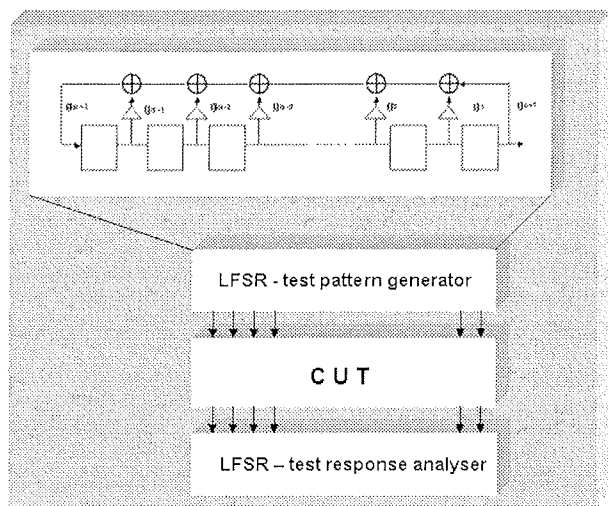 LFSR - test pattern generator
C U T
LFSR – test response analyser